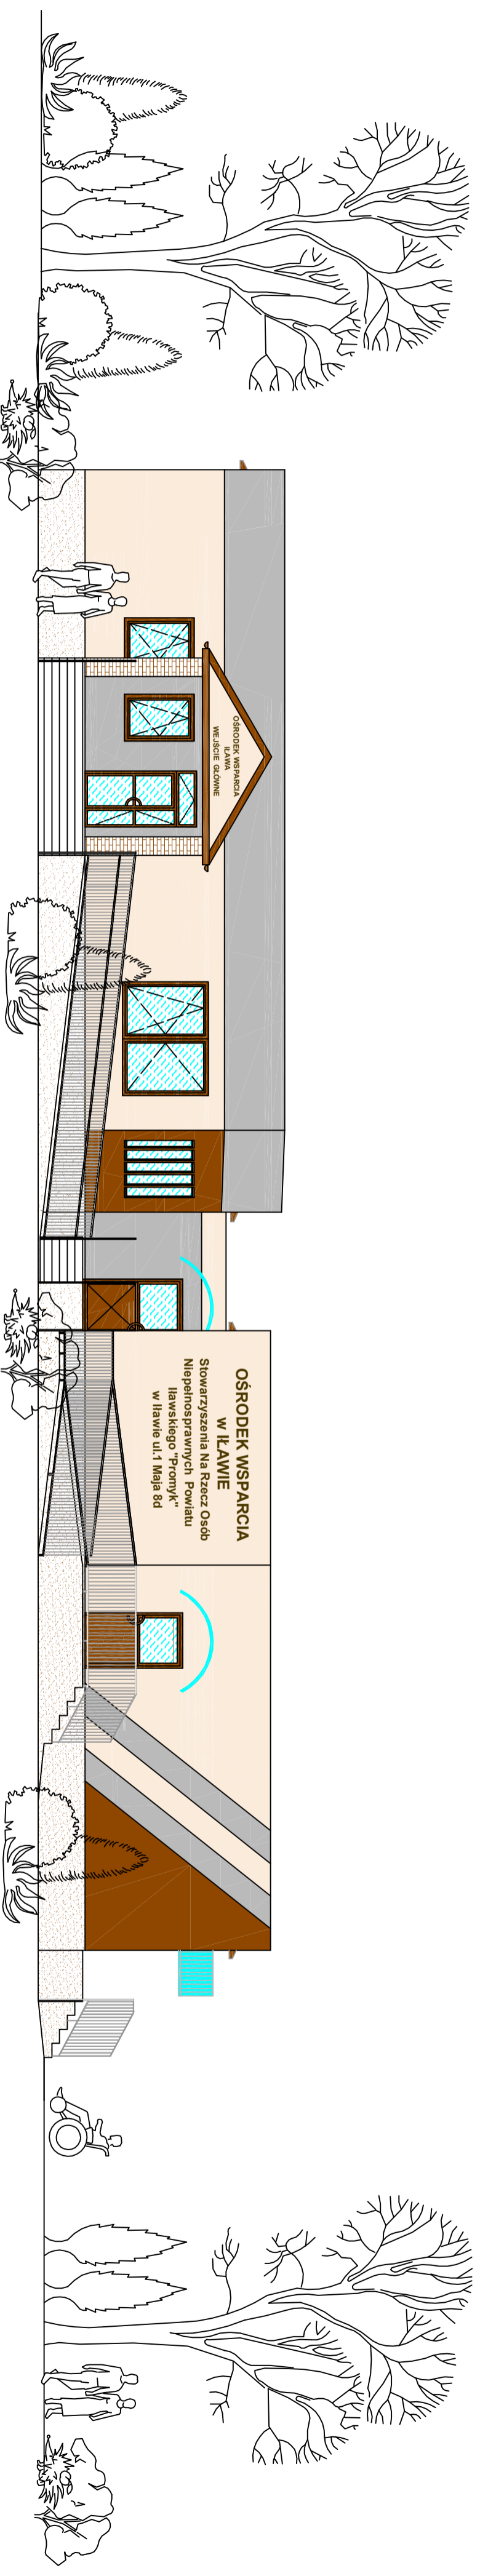 OŚRODEK WSPARCIA
IŁAWA
WEJŚCIE GŁÓWNE
OŚRODEK WSPARCIA
w IŁAWIE
Stowarzyszenia Na Rzecz Osób
Niepełnosprawnych Powiatu
Iławskiego "Promyk"
w Iławie ul.1 Maja 8d